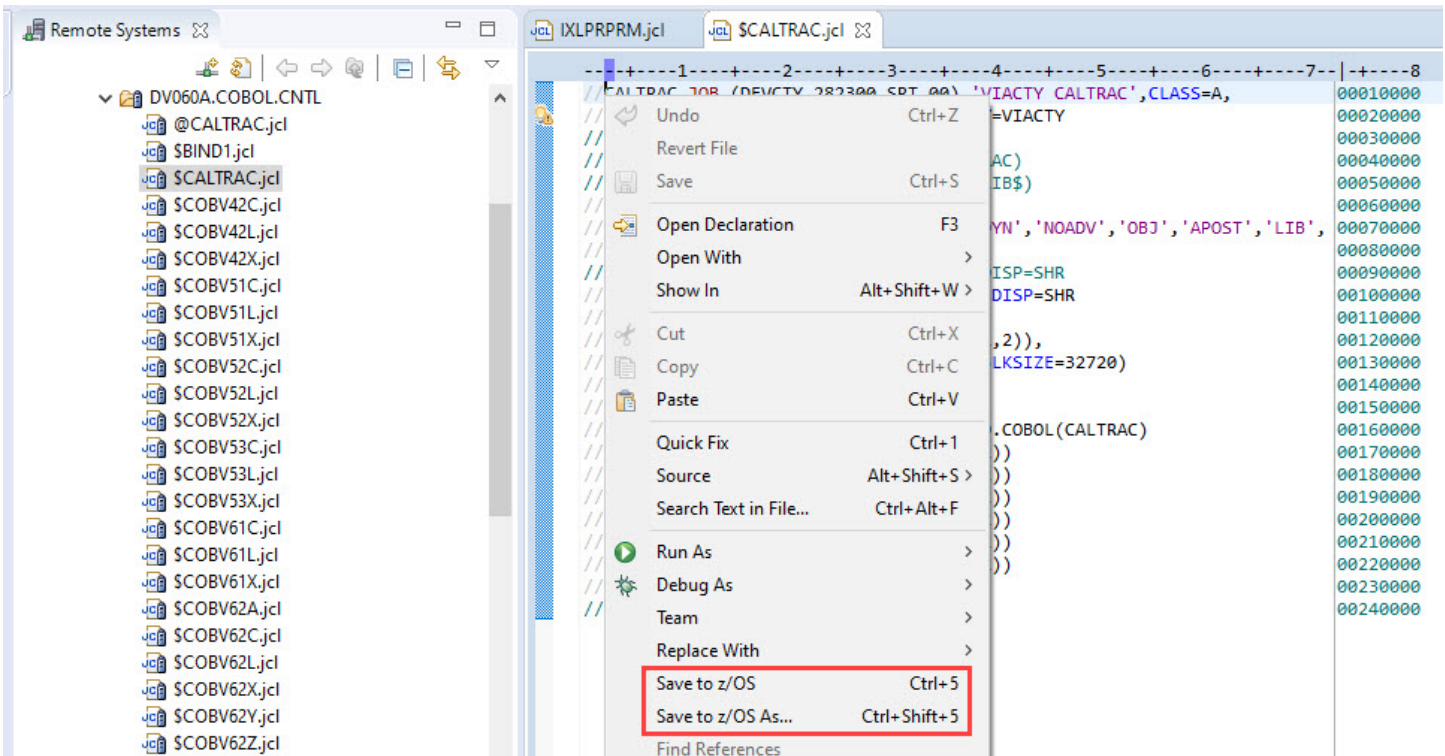 Remote Systems
DV060A.COBOL.CNTL
@CALTRAC.jcl
$BIND1.jcl
$CALTRAC.jcl
$COBV42C.jcl
$COBV42L.jcl
$COBV42X.jcl
$COBV51C.jcl
$COBV51L.jcl
$COBV51X.jcl
$COBV52C.jcl
$COBV52L.jcl
$COBV52X.jcl
$COBV53C.jcl
$COBV53L.jcl
$COBV53X.jcl
$COBV61C.jcl
$COBV61L.jcl
$COBV61X.jcl
$COBV62A.jcl
$COBV62C.jcl
$COBV62L.jcl
$COBV62X.jcl
$COBV62Y.jcl
$COBV62Z.jcl
IXLPRPRM.jcl $CALTRAC.jcl
----+----1----+----2----+----3----+----4----+----5----+----6----+----7--|-+----8
//CALTRAC JOB (DEVCTY,282300,SRT,00),'VIACTY CALTRAC',CLASS=A, 00010000
// =VIACTY 00020000
// 00030000
// AC) 00040000
// IB$) 00050000
// 00060000
// YN','NOADV','OBJ','APOST','LIB', 00070000
// 00080000
// ISP=SHR 00090000
// DISP=SHR 00100000
// 00110000
// ,2)), 00120000
// LKSIZE=32720) 00130000
// 00140000
// 00150000
// .COBOL(CALTRAC) 00160000
// )) 00170000
// )) 00180000
// )) 00190000
// )) 00200000
// )) 00210000
// )) 00220000
// 00230000
// 00240000
Undo Ctrl+Z
Revert File
Save Ctrl+S
Open Declaration F3
Open With
Show In Alt+Shift+W
Cut Ctrl+X
Copy Ctrl+C
Paste Ctrl+V
Quick Fix Ctrl+1
Source Alt+Shift+S
Search Text in File... Ctrl+Alt+F
Run As
Debug As
Team
Replace With
Save to z/OS Ctrl+5
Save to z/OS As... Ctrl+Shift+5
Find References